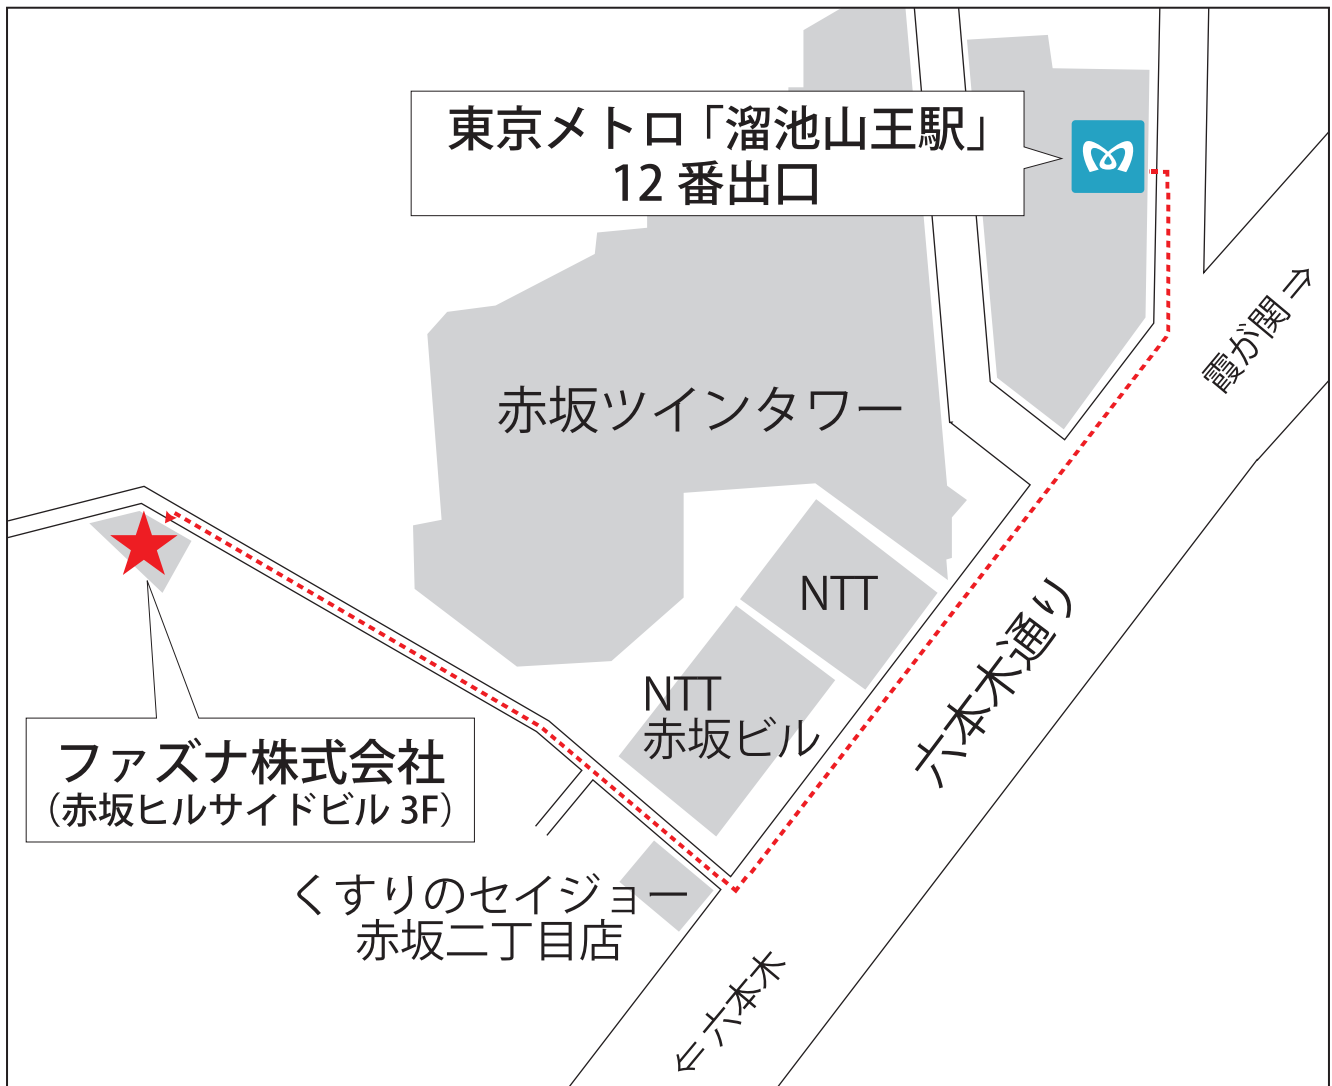 東京メトロ「溜池山王駅」
12 番出口
霞が関 ⇒
赤坂ツインタワー
NTT
六本木通り
NTT
赤坂ビル
ファズナ株式会社
（赤坂ヒルサイドビル 3F）
くすりのセイジョー
赤坂二丁目店
⇐ 六本木